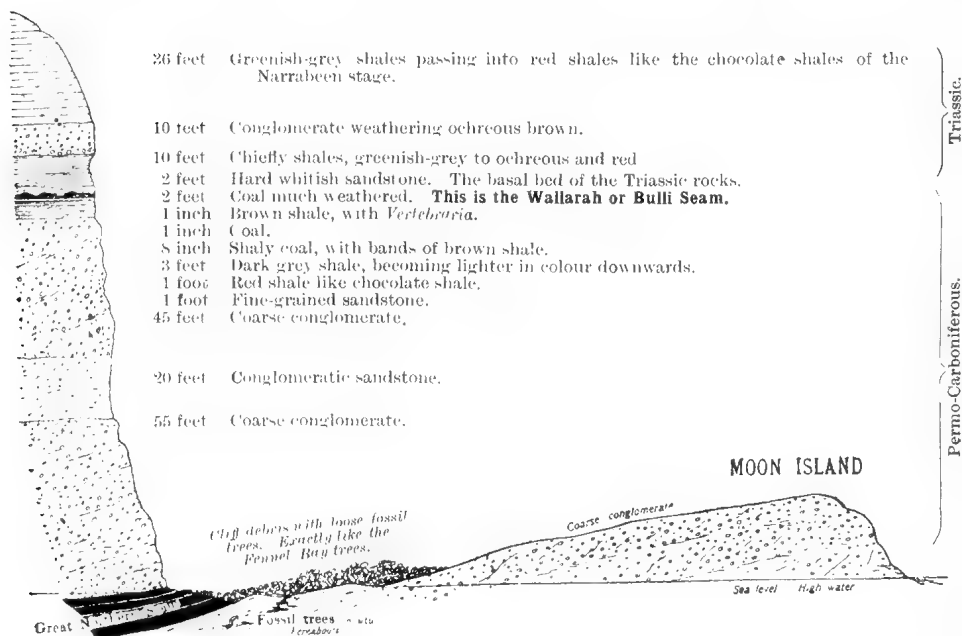 26 feet Greenish-grey shales passing into red shales like the chocolate shales of the
Narrabeen stage.
10 feet Conglomerate weathering ochreous brown.
10 feet Chiefly shales, greenish-grey to ochreous and red
2 feet Hard whitish sandstone. The basal bed of the Triassic rocks.
2 feet Coal much weathered. This is the Wallarah or Bulli Seam.
1 inch Brown shale, with Vertebraria.
1 inch Coal.
8 inch Shaly coal, with bands of brown shale.
3 feet Dark grey shale, becoming lighter in colour downwards.
1 foot Red shale like chocolate shale.
1 foot Fine-grained sandstone.
45 feet Coarse conglomerate.
20 feet Conglomeratic sandstone.
55 feet Coarse conglomerate.
Triassic.
Permo-Carboniferous.
MOON ISLAND
Coarse conglomerate
Cliff debris with loose fossil
trees. Exactly like the
Fennel Bay trees.
Sea level High water
Great
Fossil trees